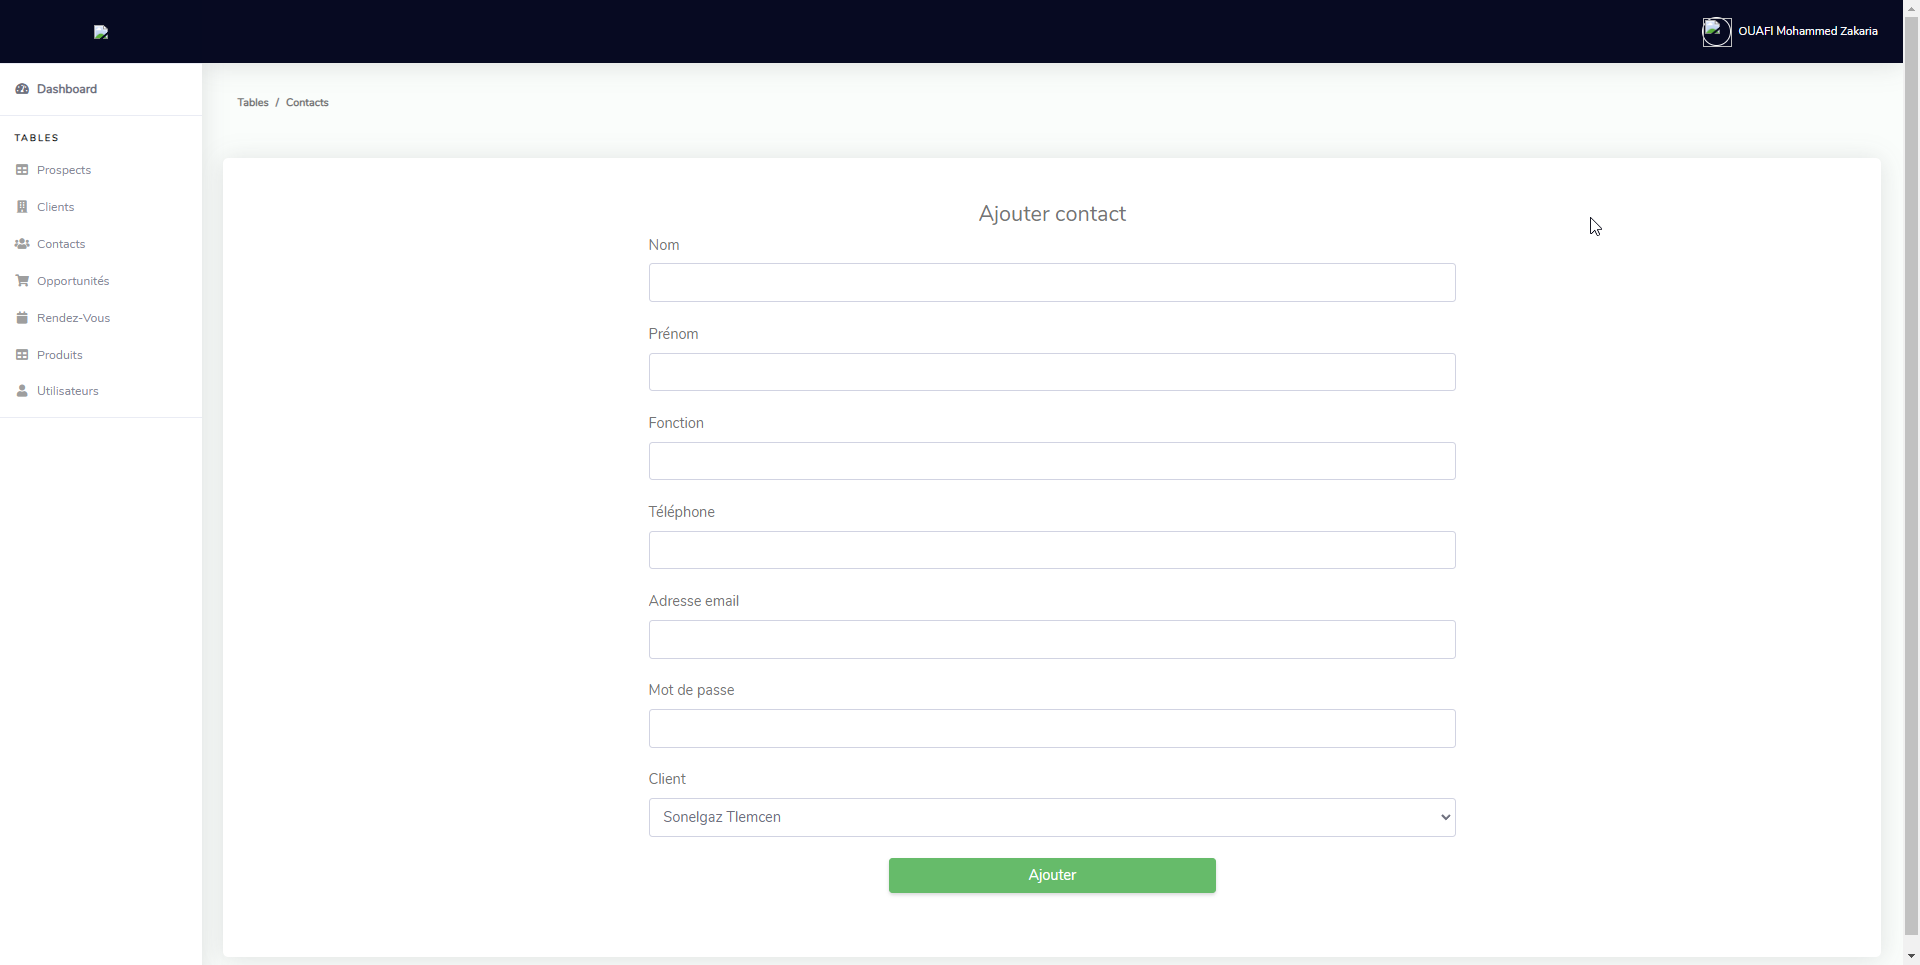 OUAFI Mohammed Zakaria
Dashboard
Tables / Contacts
TABLES
Prospects
Clients
Contacts
Opportunités
Rendez-Vous
Produits
Utilisateurs
Ajouter contact
Nom
Prénom
Fonction
Téléphone
Adresse email
Mot de passe
Client
Sonelgaz Tlemcen
Ajouter